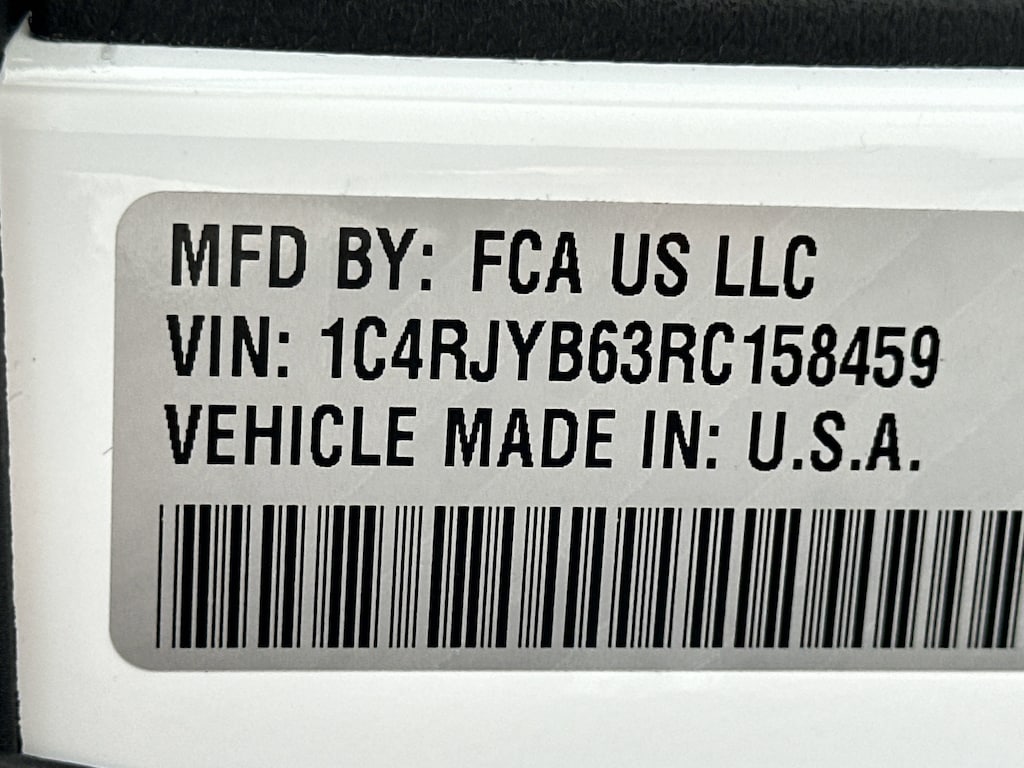 MFD BY: FCA US LLC
VIN: 1C4RJYB63RC158459
VEHICLE MADE IN: U.S.A.